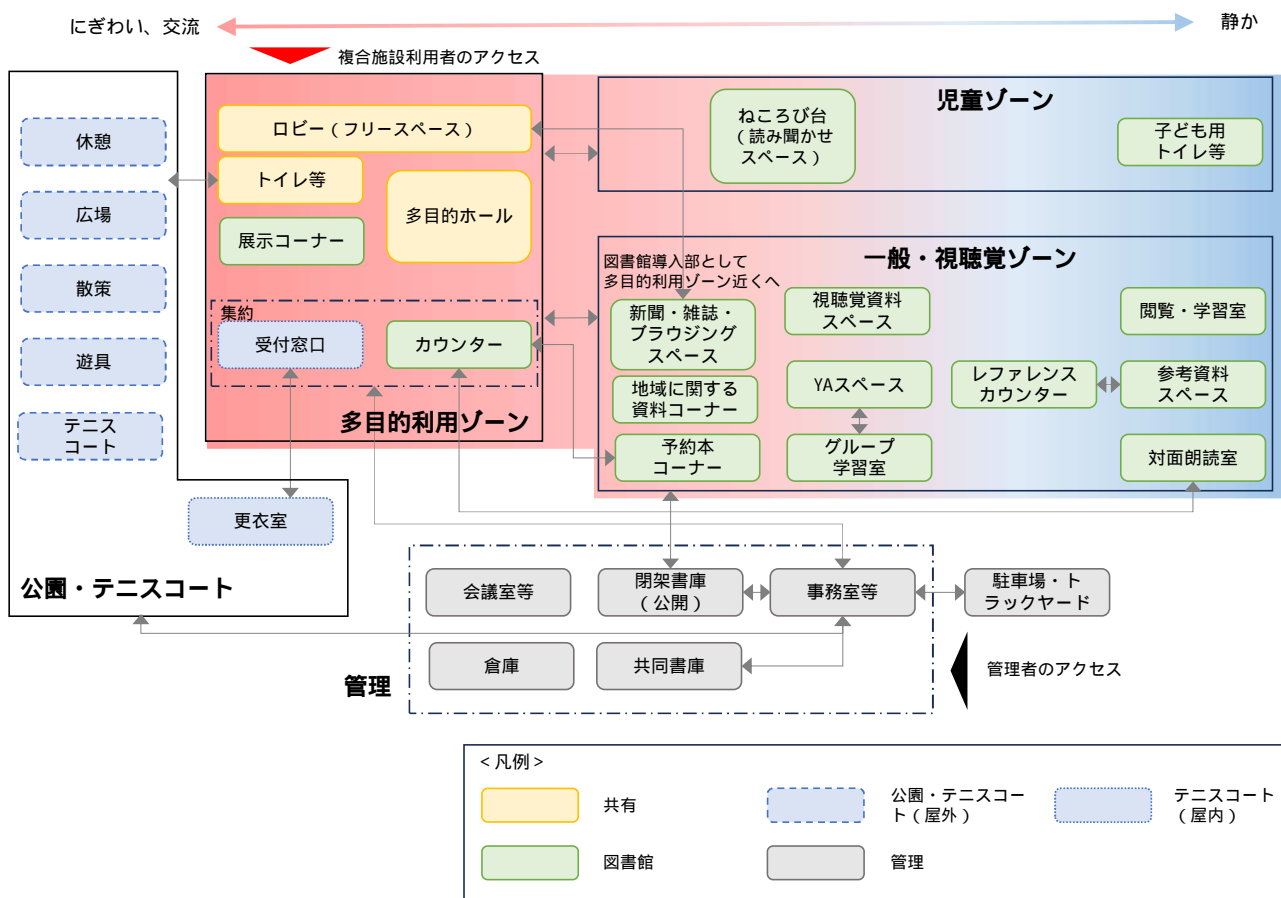 にぎわい、交流
静か
複合施設利用者のアクセス
休憩
広場
散策
遊具
テニス
コート
更衣室
公園・テニスコート
ロビー（フリースペース）
トイレ等
多目的ホール
展示コーナー
集約
受付窓口
カウンター
多目的利用ゾーン
児童ゾーン
ねころび台
（読み聞かせ
スペース）
子ども用
トイレ等
一般・視聴覚ゾーン
図書館導入部として
多目的利用ゾーン近くへ
新聞・雑誌・
ブラウジング
スペース
視聴覚資料
スペース
閲覧・学習室
地域に関する
資料コーナー
YAスペース
レファレンス
カウンター
参考資料
スペース
予約本
コーナー
グループ
学習室
対面朗読室
会議室等
閉架書庫
（公開）
事務室等
駐車場・ト
ラックヤード
倉庫
共同書庫
管理
管理者のアクセス
＜凡例＞
共有
公園・テニスコー
ト（屋外）
テニスコート
（屋内）
図書館
管理